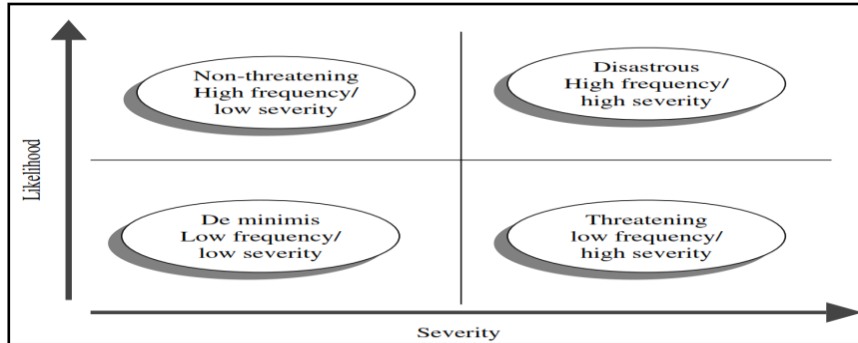 Likelihood
Non-threatening
High frequency/
low severity
Disastrous
High frequency/
high severity
De minimis
Low frequency/
low severity
Threatening
low frequency/
high severity
Severity